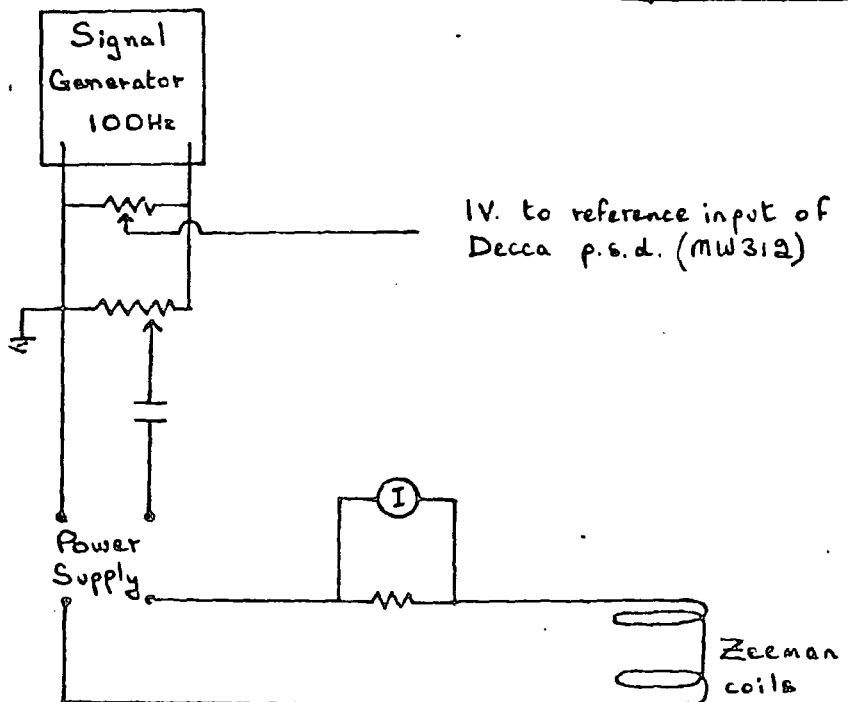 Signal
Generator
100Hz
1V. to reference input of
Decca p.s.d. (MW312)
I
Power
Supply
Zeeman
coils